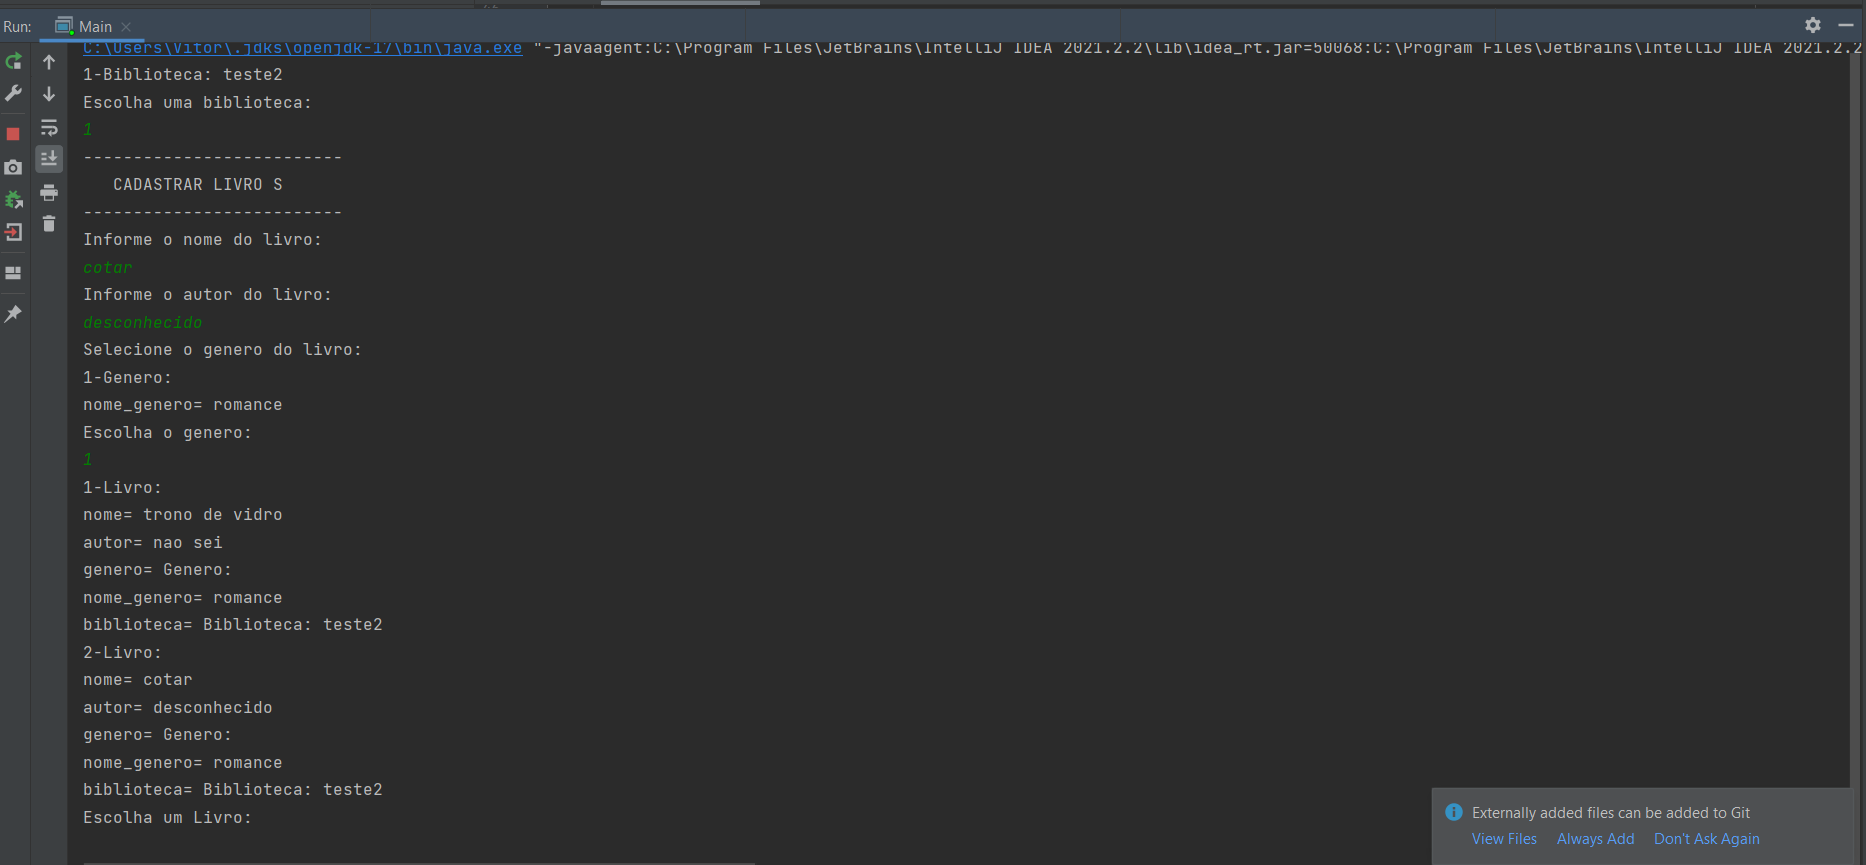 Run: Main
C:\Users\Vitor\.jdks\openjdk-17\bin\java.exe "-javaagent:C:\Program Files\JetBrains\IntelliJ IDEA 2021.2.2\lib\idea_rt.jar=50068:C:\Program Files\JetBrains\IntelliJ IDEA 2021.2.2
1-Biblioteca: teste2
Escolha uma biblioteca:
1
--------------------------
CADASTRAR LIVRO S
--------------------------
Informe o nome do livro:
cotar
Informe o autor do livro:
desconhecido
Selecione o genero do livro:
1-Genero:
nome_genero= romance
Escolha o genero:
1
1-Livro:
nome= trono de vidro
autor= nao sei
genero= Genero:
nome_genero= romance
biblioteca= Biblioteca: teste2
2-Livro:
nome= cotar
autor= desconhecido
genero= Genero:
nome_genero= romance
biblioteca= Biblioteca: teste2
Escolha um Livro:
Externally added files can be added to Git
View Files Always Add Don't Ask Again